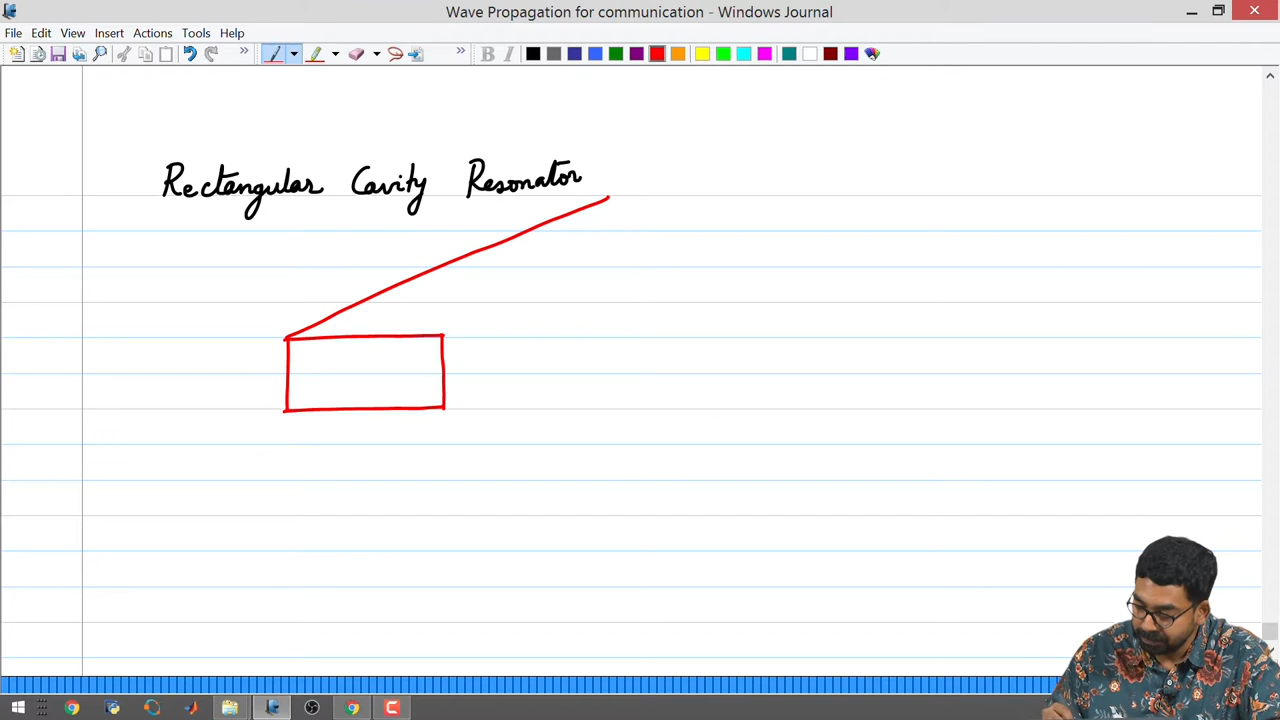 Wave Propagation for communication - Windows Journal
File Edit View Insert Actions Tools Help
B I
Rectangular Cavity Resonator